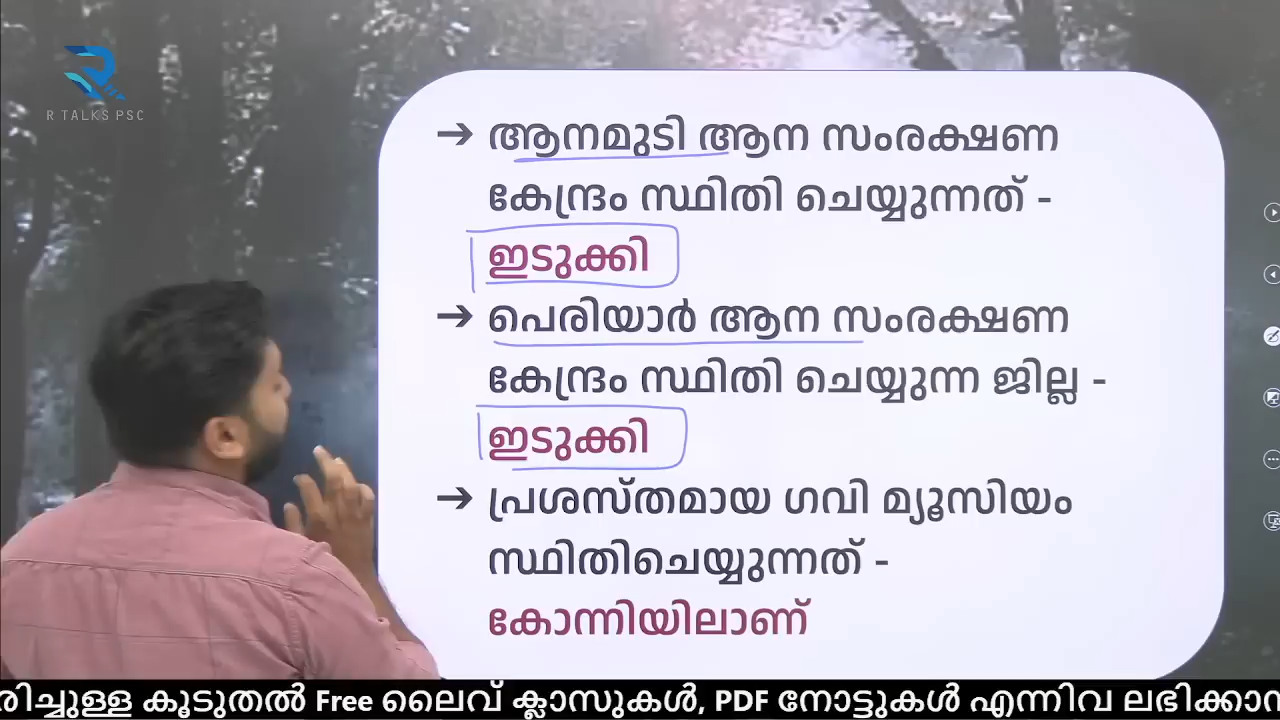 R TALKS PSC
→ ആനമുടി ആന സംരക്ഷണ
കേന്ദ്രം സ്ഥിതി ചെയ്യുന്നത് -
ഇടുക്കി
→ പെരിയാർ ആന സംരക്ഷണ
കേന്ദ്രം സ്ഥിതി ചെയ്യുന്ന ജില്ല -
ഇടുക്കി
→ പ്രശസ്തമായ ഗവി മ്യൂസിയം
സ്ഥിതിചെയ്യുന്നത് -
കോന്നിയിലാണ്
രിച്ചുള്ള കൂടുതൽ Free ലൈവ് ക്ലാസുകൾ, PDF നോട്ടുകൾ എന്നിവ ലഭിക്കാൻ